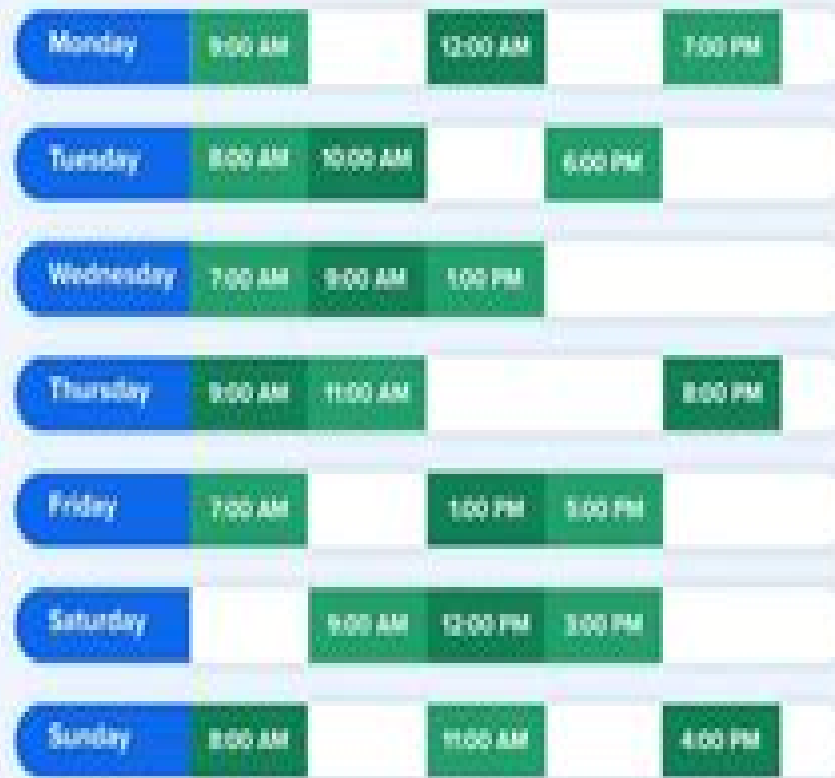 Monday 9:00 AM 12:00 AM 7:00 PM
Tuesday 8:00 AM 10:00 AM 6:00 PM
Wednesday 7:00 AM 9:00 AM 1:00 PM
Thursday 9:00 AM 11:00 AM 8:00 PM
Friday 7:00 AM 1:00 PM 5:00 PM
Saturday 9:00 AM 12:00 PM 3:00 PM
Sunday 8:00 AM 11:00 AM 4:00 PM